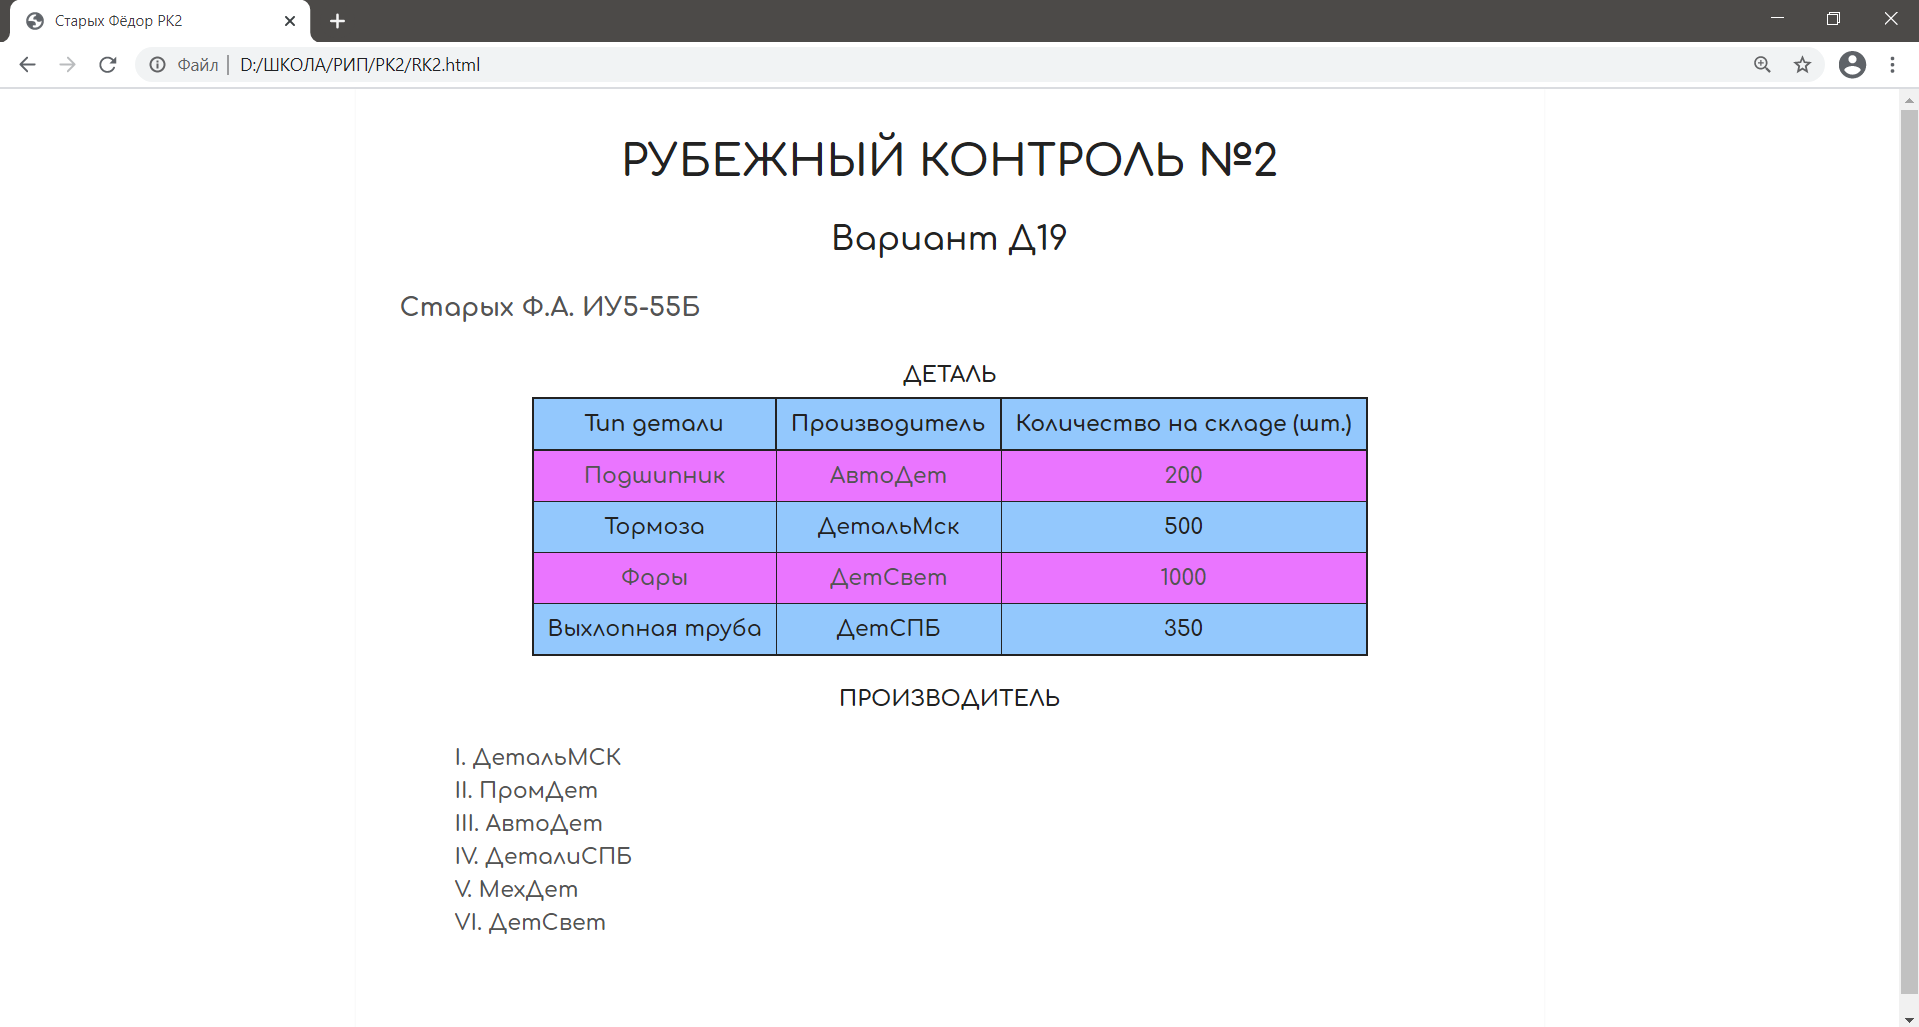 Старых Фёдор РК2
Файл | D:/ШКОЛА/РИП/РК2/RK2.html
РУБЕЖНЫЙ КОНТРОЛЬ №2
Вариант Д19
Старых Ф.А. ИУ5-55Б
ДЕТАЛЬ
Тип детали Производитель Количество на складе (шт.)
Подшипник АвтоДет 200
Тормоза ДетальМск 500
Фары ДетСвет 1000
Выхлопная труба ДетСПБ 350
ПРОИЗВОДИТЕЛЬ
I. ДетальМСК
II. ПромДет
III. АвтоДет
IV. ДеталиСПБ
V. МехДет
VI. ДетСвет